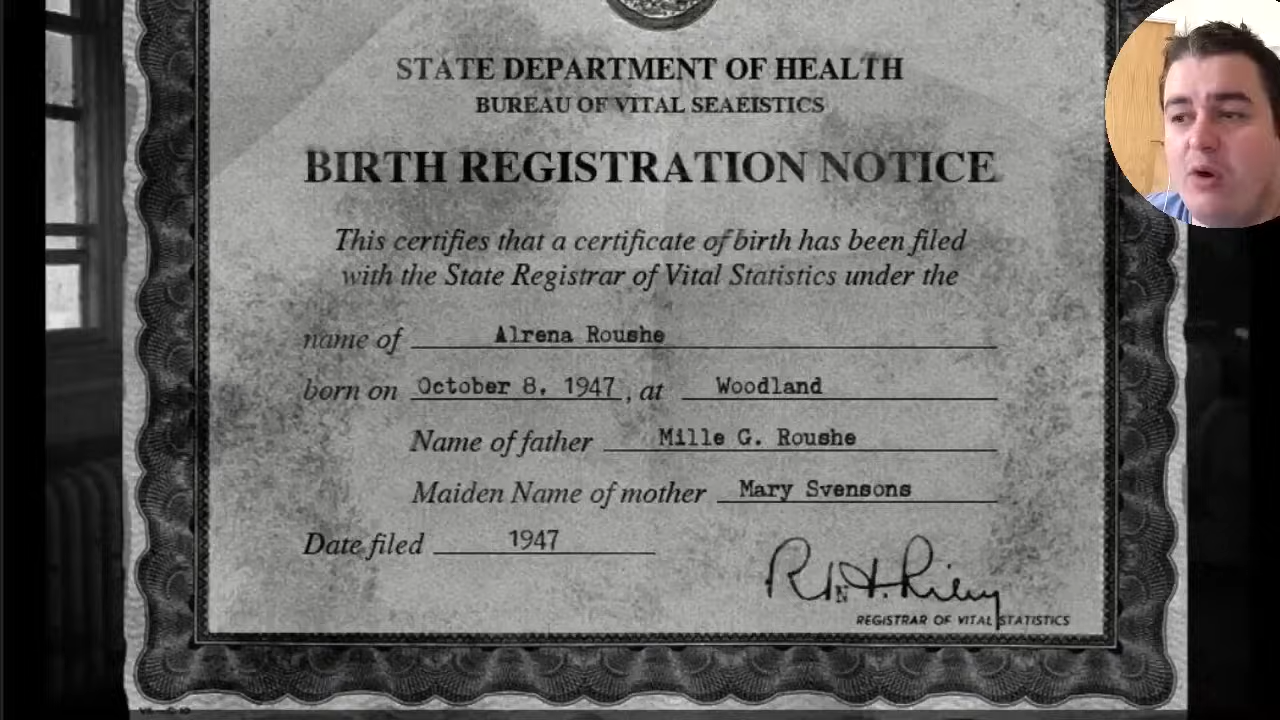 STATE DEPARTMENT OF HEALTH
BUREAU OF VITAL SEAEISTICS
BIRTH REGISTRATION NOTICE
This certifies that a certificate of birth has been filed
with the State Registrar of Vital Statistics under the
name of Alrena Roushe
born on October 8, 1947, at Woodland
Name of father Mille G. Roushe
Maiden Name of mother Mary Svensons
Date filed 1947
REGISTRAR OF VITAL STATISTICS